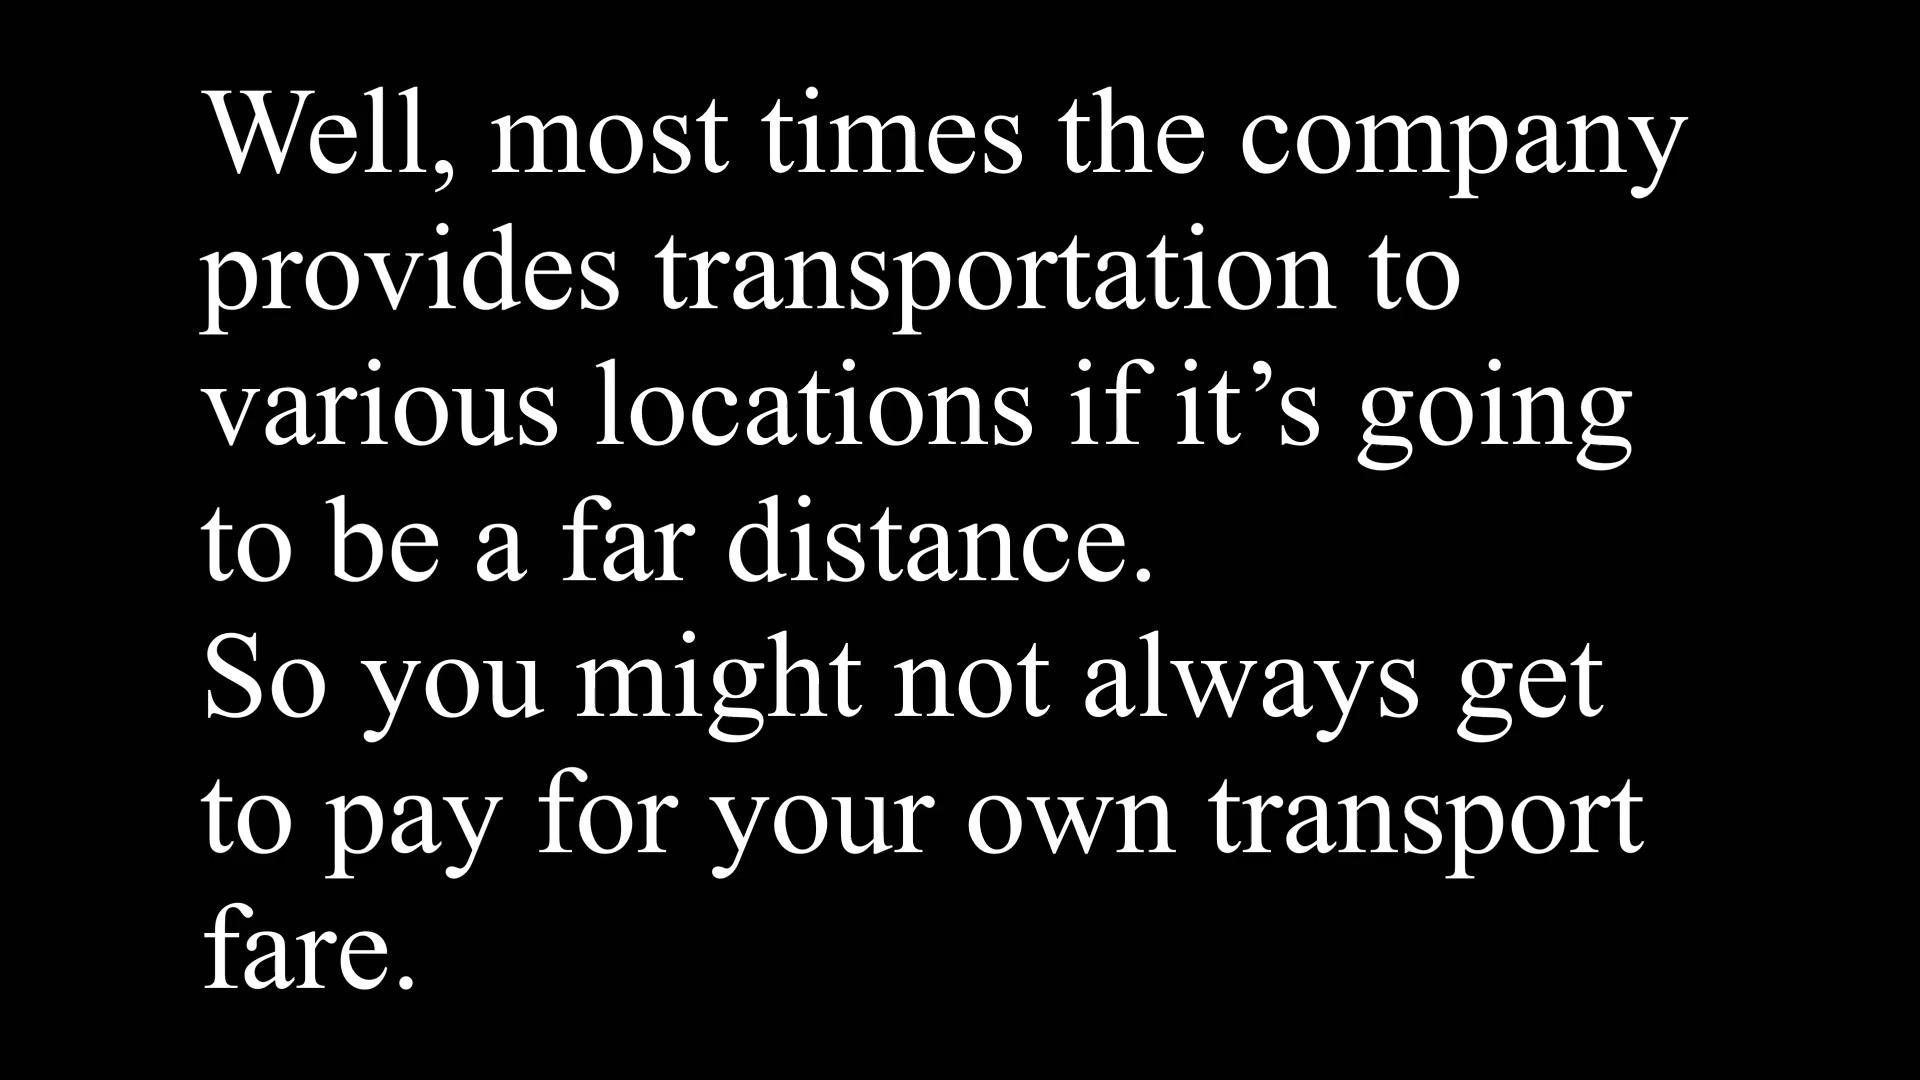 Well, most times the company
provides transportation to
various locations if it’s going
to be a far distance.
So you might not always get
to pay for your own transport
fare.